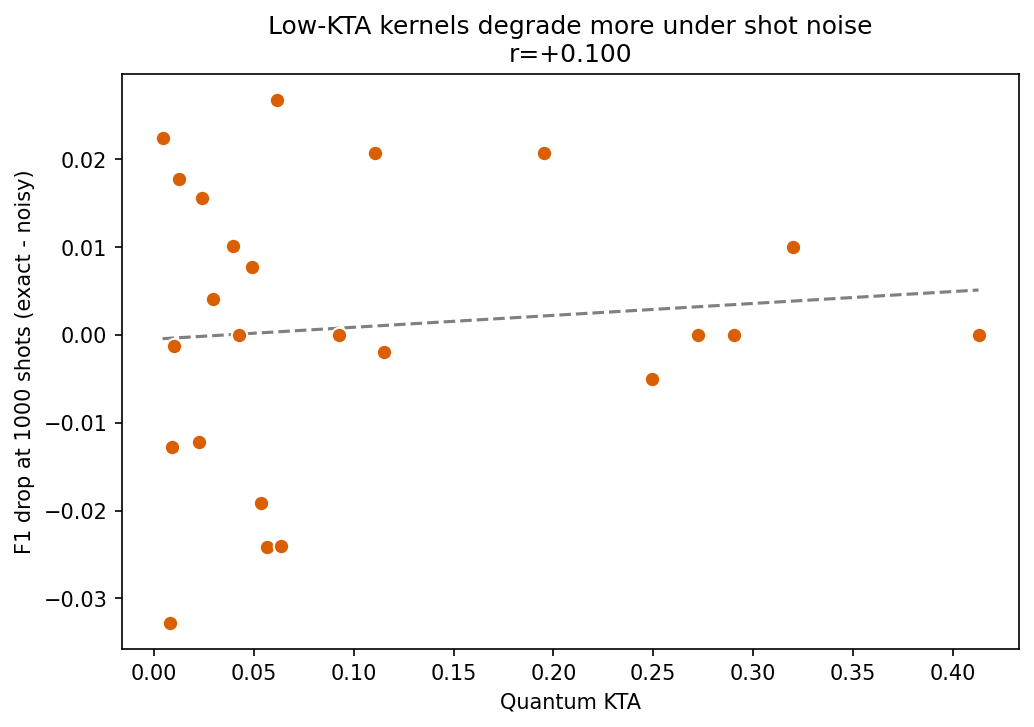 Low-KTA kernels degrade more under shot noise
r=+0.100
F1 drop at 1000 shots (exact - noisy)
0.02
0.01
0.00
−0.01
−0.02
−0.03
0.00 0.05 0.10 0.15 0.20 0.25 0.30 0.35 0.40
Quantum KTA